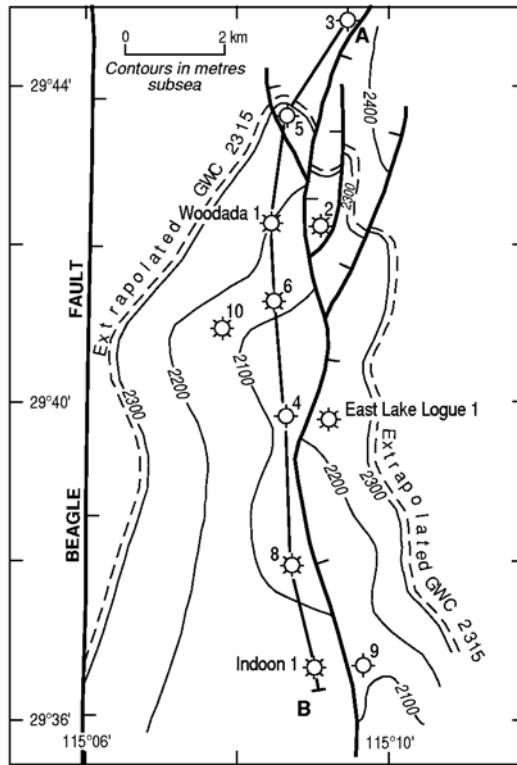 3
A
0
2 km
Contours in metres
subsea
29°44'
2400
5
Extrapolated GWC 2315
2300
Woodada 1
2
FAULT
6
10
2100
2200
2300
29°40'
4
East Lake Logue 1
2200
2300
Extrapolated GWC 2315
BEAGLE
8
Indoon 1
9
2100
B
29°36'
115°06'
115°10'